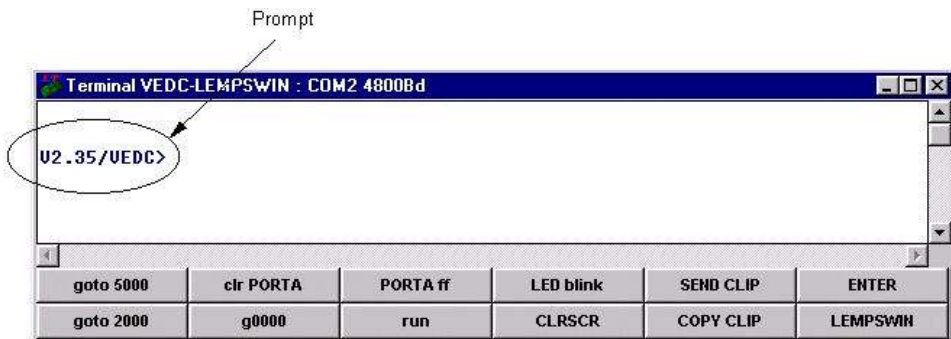 Prompt
Terminal VEDC-LEMPSWIN : COM2 4800Bd
V2.35/VEDC>
goto 5000 clr PORTA PORTA ff LED blink SEND CLIP ENTER
goto 2000 g0000 run CLRSCR COPY CLIP LEMPSWIN